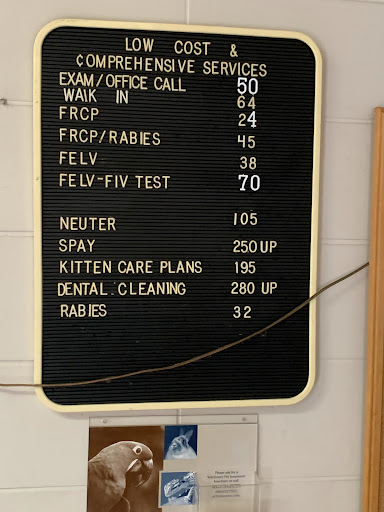 LOW COST &
COMPREHENSIVE SERVICES
EXAM/OFFICE CALL 50
WALK IN 64
FRCP 24
FRCP/RABIES 45
FELV 38
FELV-FIV TEST 70
NEUTER 105
SPAY 250 UP
KITTEN CARE PLANS 195
DENTAL CLEANING 280 UP
RABIES 32